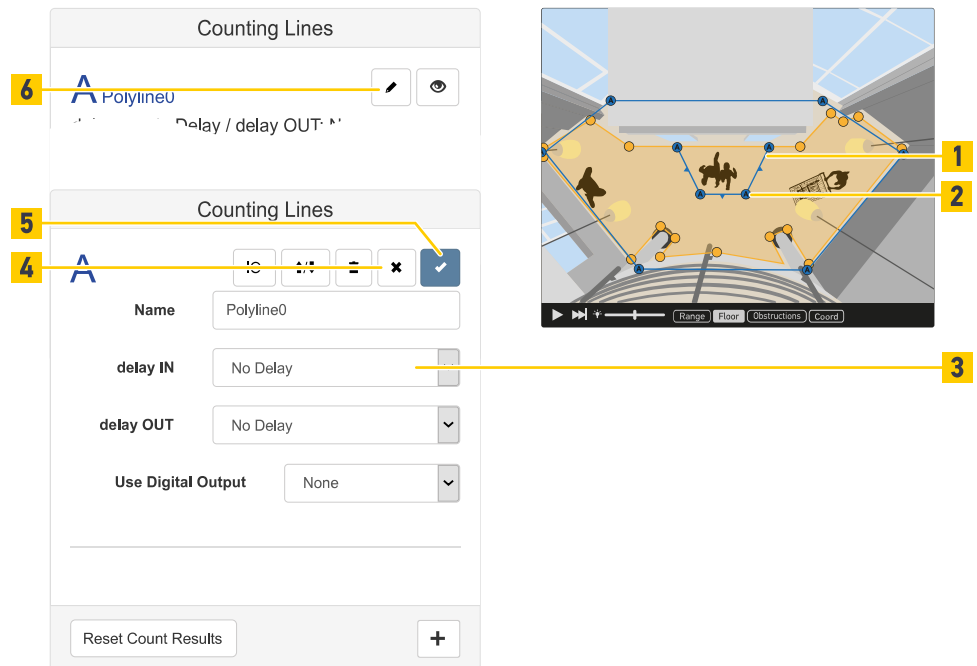 Counting Lines
6
A Polyline0
Delay / delay OUT: N
Counting Lines
5
4
A
Name
Polyline0
delay IN
No Delay
delay OUT
No Delay
Use Digital Output
None
Reset Count Results
+
A A
A A
A A
A A
A A
1
2
3
Range Floor Obstructions Coord